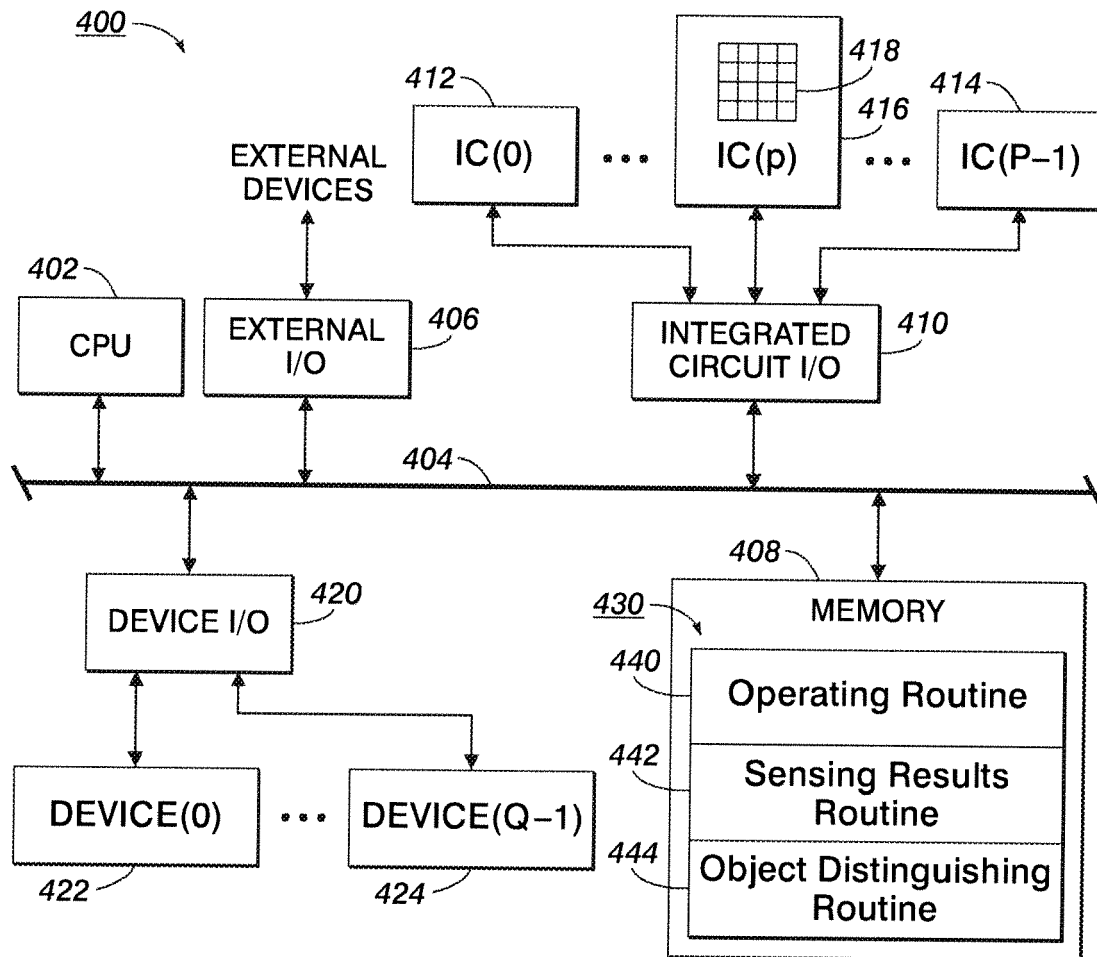 400
412
418
416
414
IC(0)
IC(p)
IC(P-1)
EXTERNAL
DEVICES
402
CPU
EXTERNAL
I/O
406
INTEGRATED
CIRCUIT I/O
410
404
DEVICE I/O
420
408
MEMORY
430
440
Operating Routine
442
Sensing Results
Routine
444
Object Distinguishing
Routine
DEVICE(0)
DEVICE(Q-1)
422
424